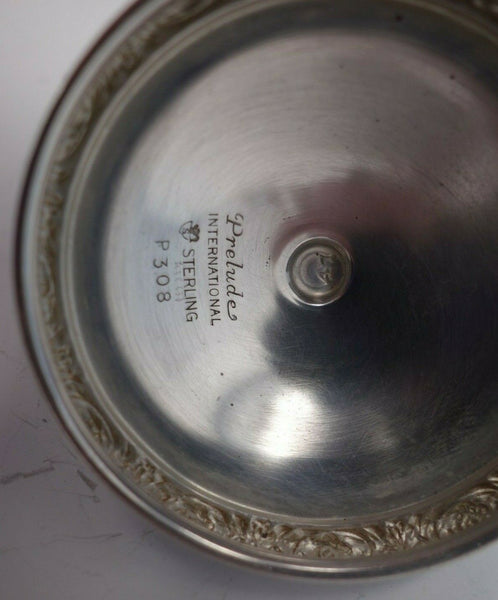 Prelude
INTERNATIONAL
STERLING
P308